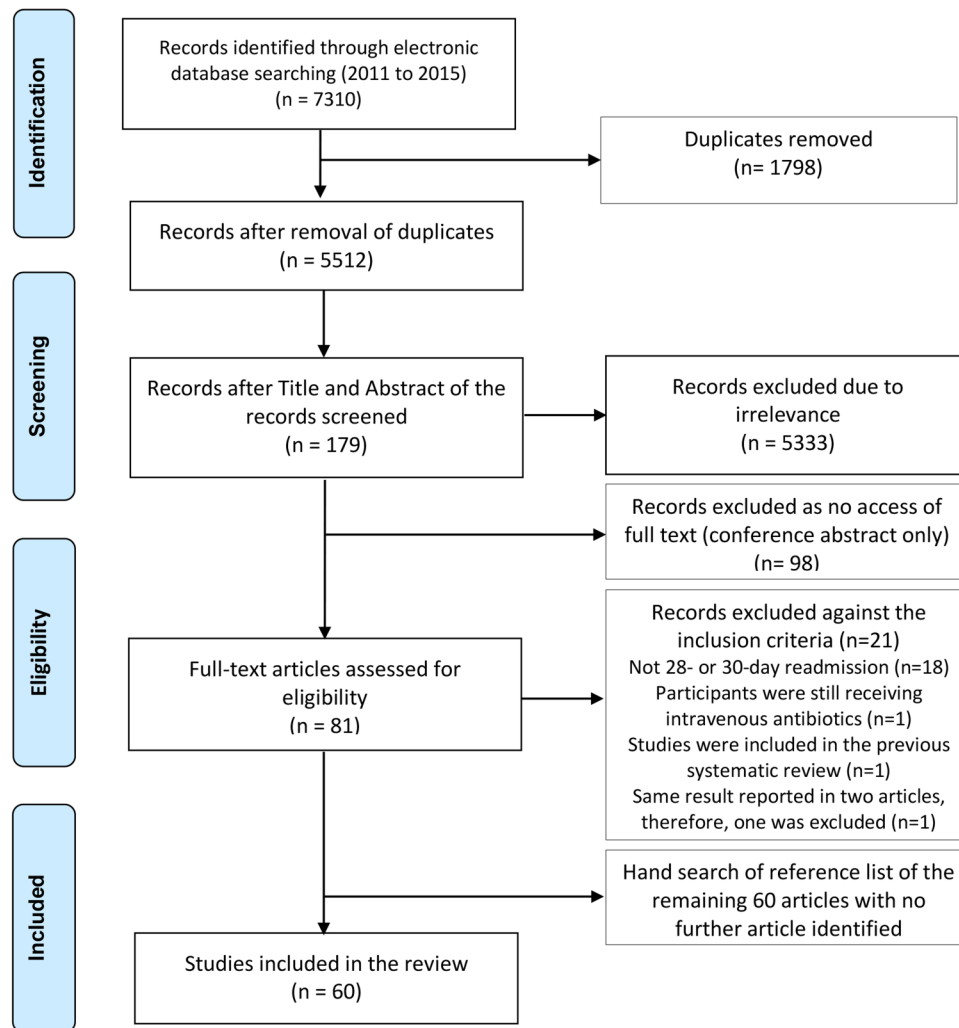 Identification
Records identified through electronic
database searching (2011 to 2015)
(n = 7310)
Duplicates removed
(n= 1798)
Records after removal of duplicates
(n = 5512)
Screening
Records after Title and Abstract of the
records screened
(n = 179)
Records excluded due to
irrelevance
(n = 5333)
Records excluded as no access of
full text (conference abstract only)
(n= 98)
Eligibility
Full-text articles assessed for
eligibility
(n = 81)
Records excluded against the
inclusion criteria (n=21)
Not 28- or 30-day readmission (n=18)
Participants were still receiving
intravenous antibiotics (n=1)
Studies were included in the previous
systematic review (n=1)
Same result reported in two articles,
therefore, one was excluded (n=1)
Included
Hand search of reference list of the
remaining 60 articles with no
further article identified
Studies included in the review
(n = 60)